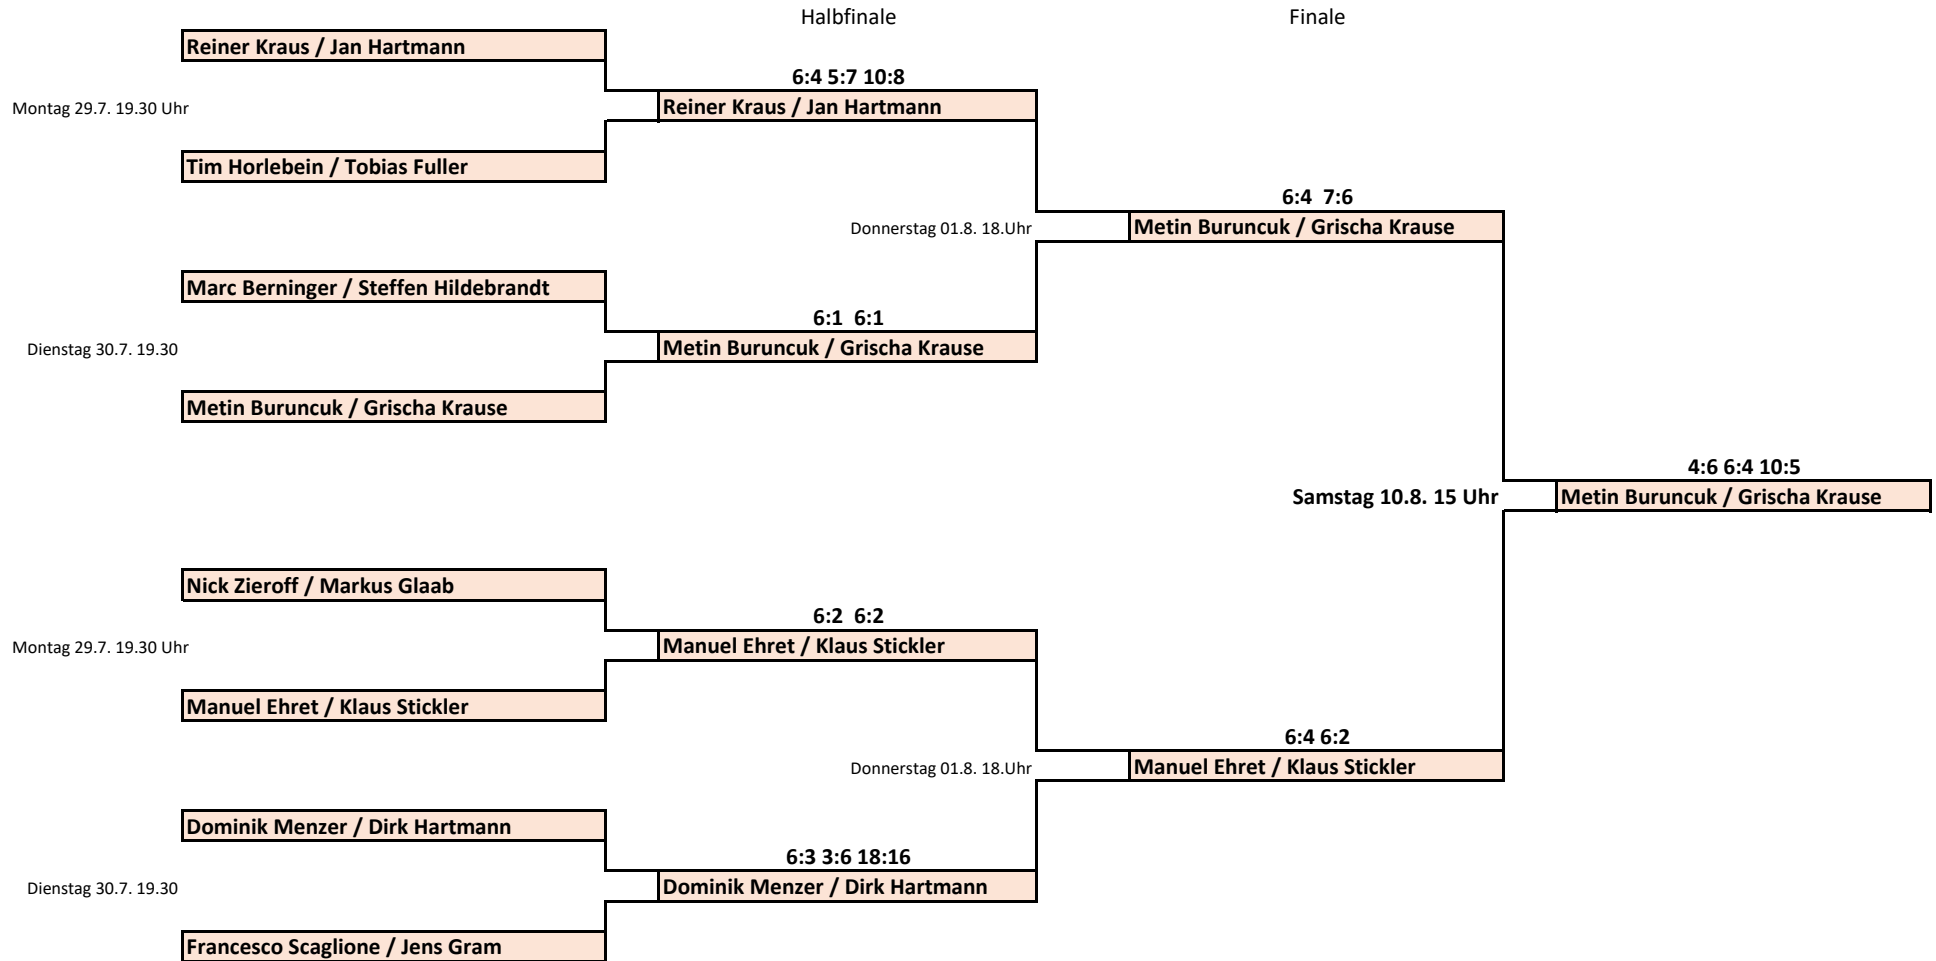 Halbfinale Finale
Reiner Kraus / Jan Hartmann
6:4 5:7 10:8
Montag 29.7. 19.30 Uhr
Reiner Kraus / Jan Hartmann
Tim Horlebein / Tobias Fuller
6:4  7:6
Donnerstag 01.8. 18.Uhr
Metin Buruncuk / Grischa Krause
Marc Berninger / Steffen Hildebrandt
6:1  6:1
Dienstag 30.7. 19.30
Metin Buruncuk / Grischa Krause
Metin Buruncuk / Grischa Krause
4:6 6:4 10:5
Samstag 10.8. 15 Uhr
Metin Buruncuk / Grischa Krause
Nick Zieroff / Markus Glaab
6:2  6:2
Montag 29.7. 19.30 Uhr
Manuel Ehret / Klaus Stickler
Manuel Ehret / Klaus Stickler
6:4 6:2
Donnerstag 01.8. 18.Uhr
Manuel Ehret / Klaus Stickler
Dominik Menzer / Dirk Hartmann
6:3 3:6 18:16
Dienstag 30.7. 19.30
Dominik Menzer / Dirk Hartmann
Francesco Scaglione / Jens Gram